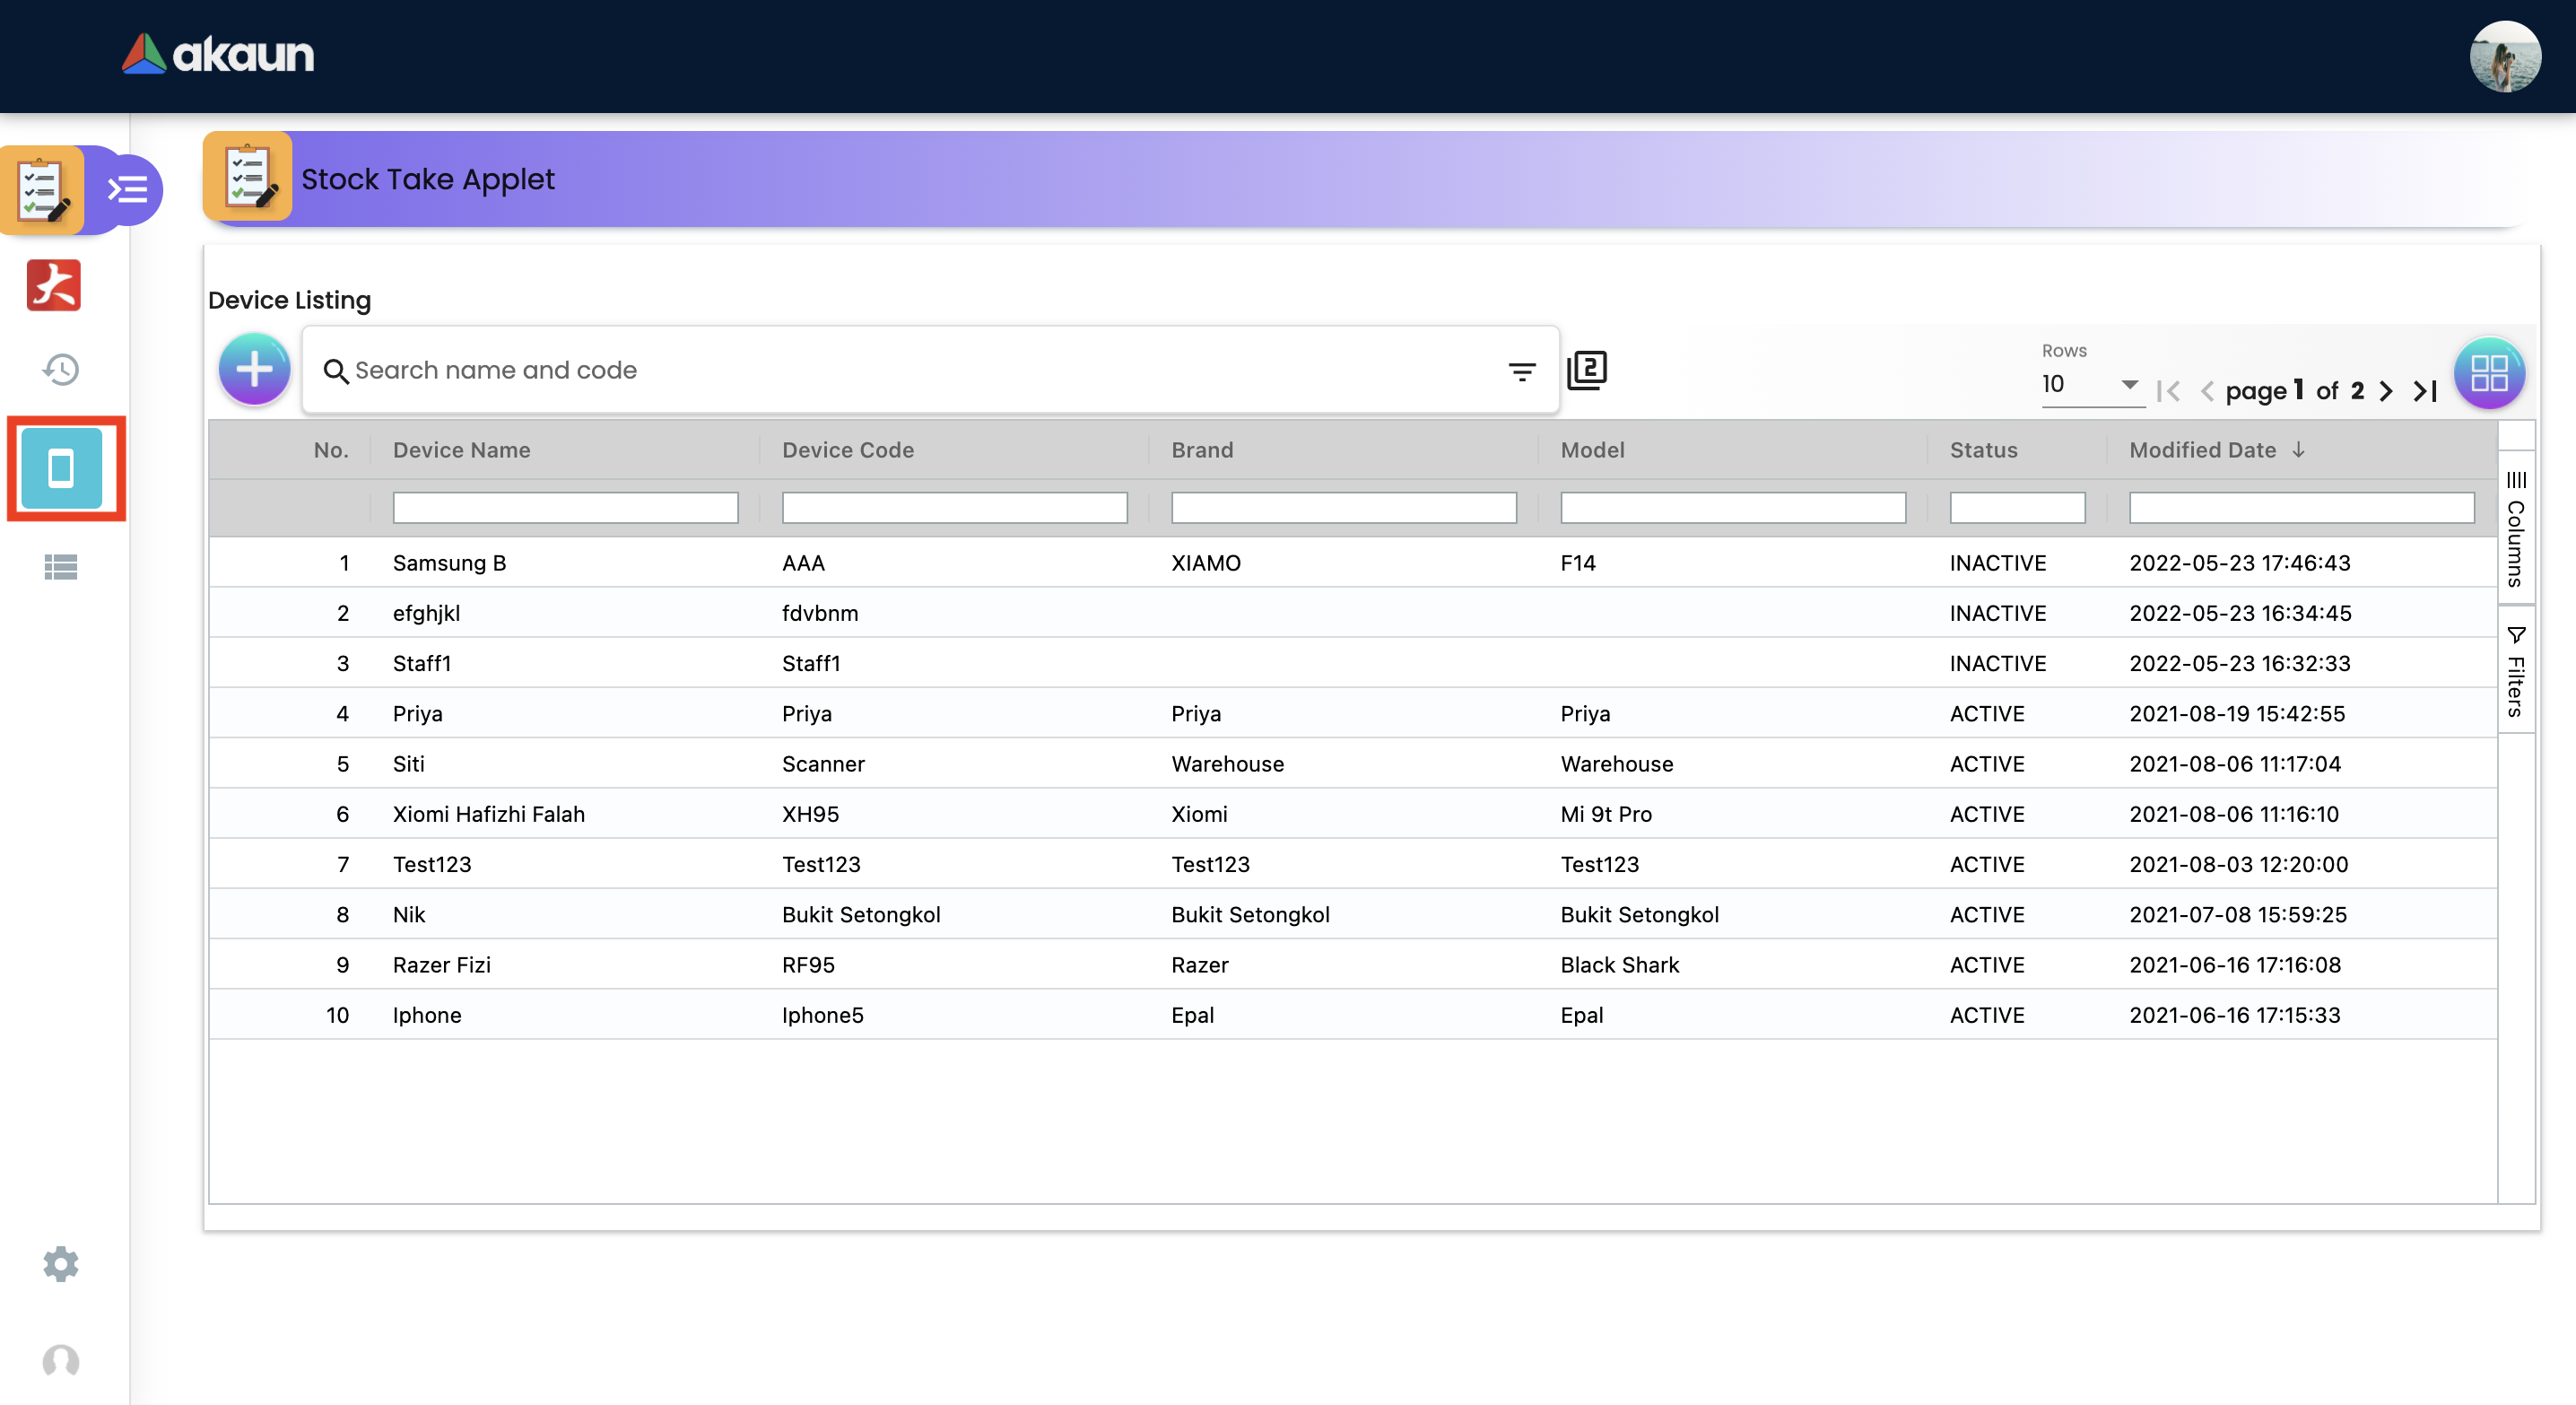 akaun
Stock Take Applet
Device Listing
Search name and code
2
Rows
10
page 1 of 2
No. Device Name Device Code Brand Model Status Modified Date
1 Samsung B AAA XIAMO F14 INACTIVE 2022-05-23 17:46:43
2 efghjkl fdvbnm INACTIVE 2022-05-23 16:34:45
3 Staff1 Staff1 INACTIVE 2022-05-23 16:32:33
4 Priya Priya Priya Priya ACTIVE 2021-08-19 15:42:55
5 Siti Scanner Warehouse Warehouse ACTIVE 2021-08-06 11:17:04
6 Xiomi Hafizhi Falah XH95 Xiomi Mi 9t Pro ACTIVE 2021-08-06 11:16:10
7 Test123 Test123 Test123 Test123 ACTIVE 2021-08-03 12:20:00
8 Nik Bukit Setongkol Bukit Setongkol Bukit Setongkol ACTIVE 2021-07-08 15:59:25
9 Razer Fizi RF95 Razer Black Shark ACTIVE 2021-06-16 17:16:08
10 Iphone Iphone5 Epal Epal ACTIVE 2021-06-16 17:15:33
Columns
Filters